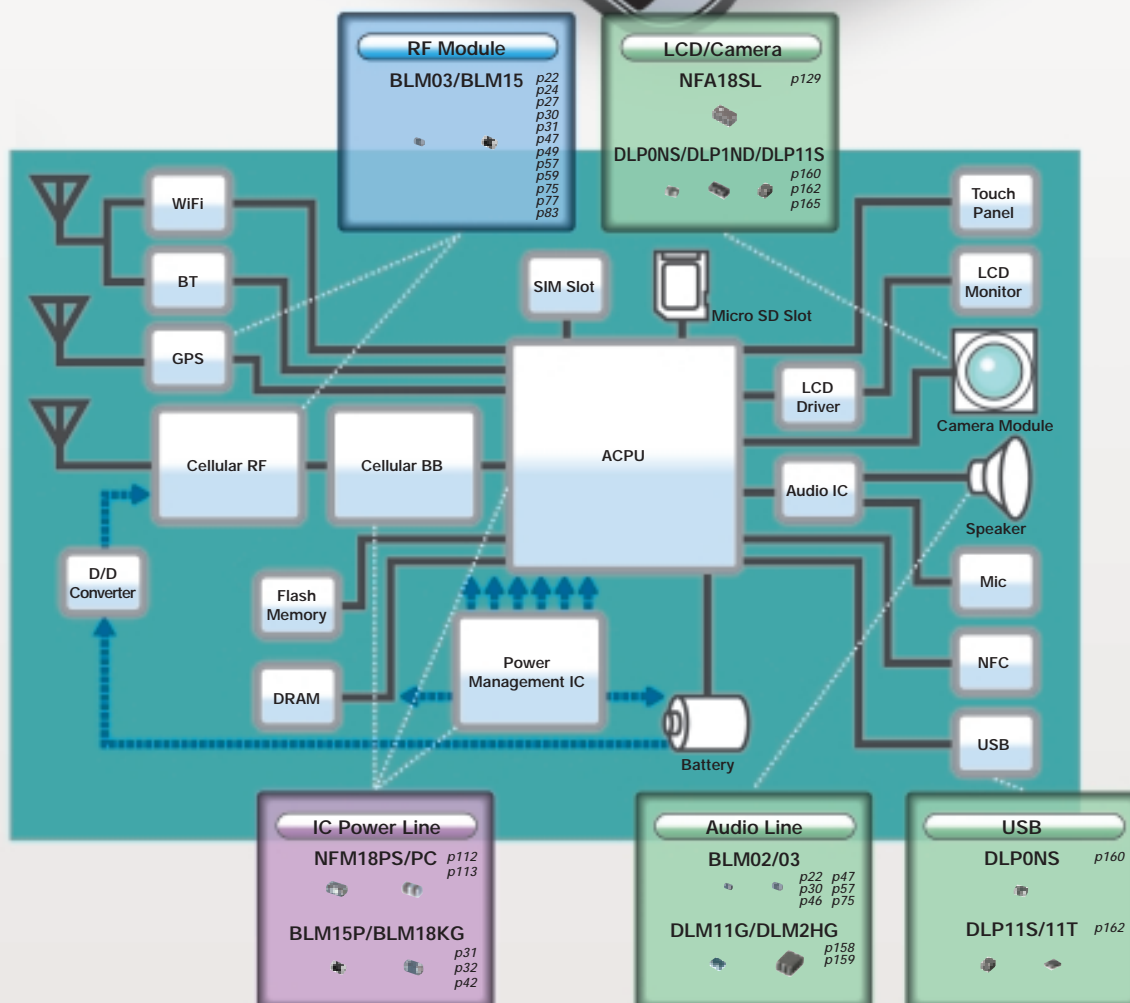 RF Module
BLM03/BLM15
p22
p24
p27
p30
p31
p47
p49
p57
p59
p75
p77
p83
LCD/Camera
NFA18SL p129
DLP0NS/DLP1ND/DLP11S
p160
p162
p165
WiFi
BT
GPS
SIM Slot
Micro SD Slot
Touch
Panel
LCD
Monitor
LCD
Driver
Camera Module
Cellular RF
Cellular BB
ACPU
Audio IC
Speaker
D/D
Converter
Flash
Memory
Mic
Power
Management IC
NFC
DRAM
USB
Battery
IC Power Line
NFM18PS/PC p112
p113
BLM15P/BLM18KG
p31
p32
p42
Audio Line
BLM02/03
p22 p47
p30 p57
p46 p75
DLM11G/DLM2HG
p158
p159
USB
DLP0NS p160
DLP11S/11T p162